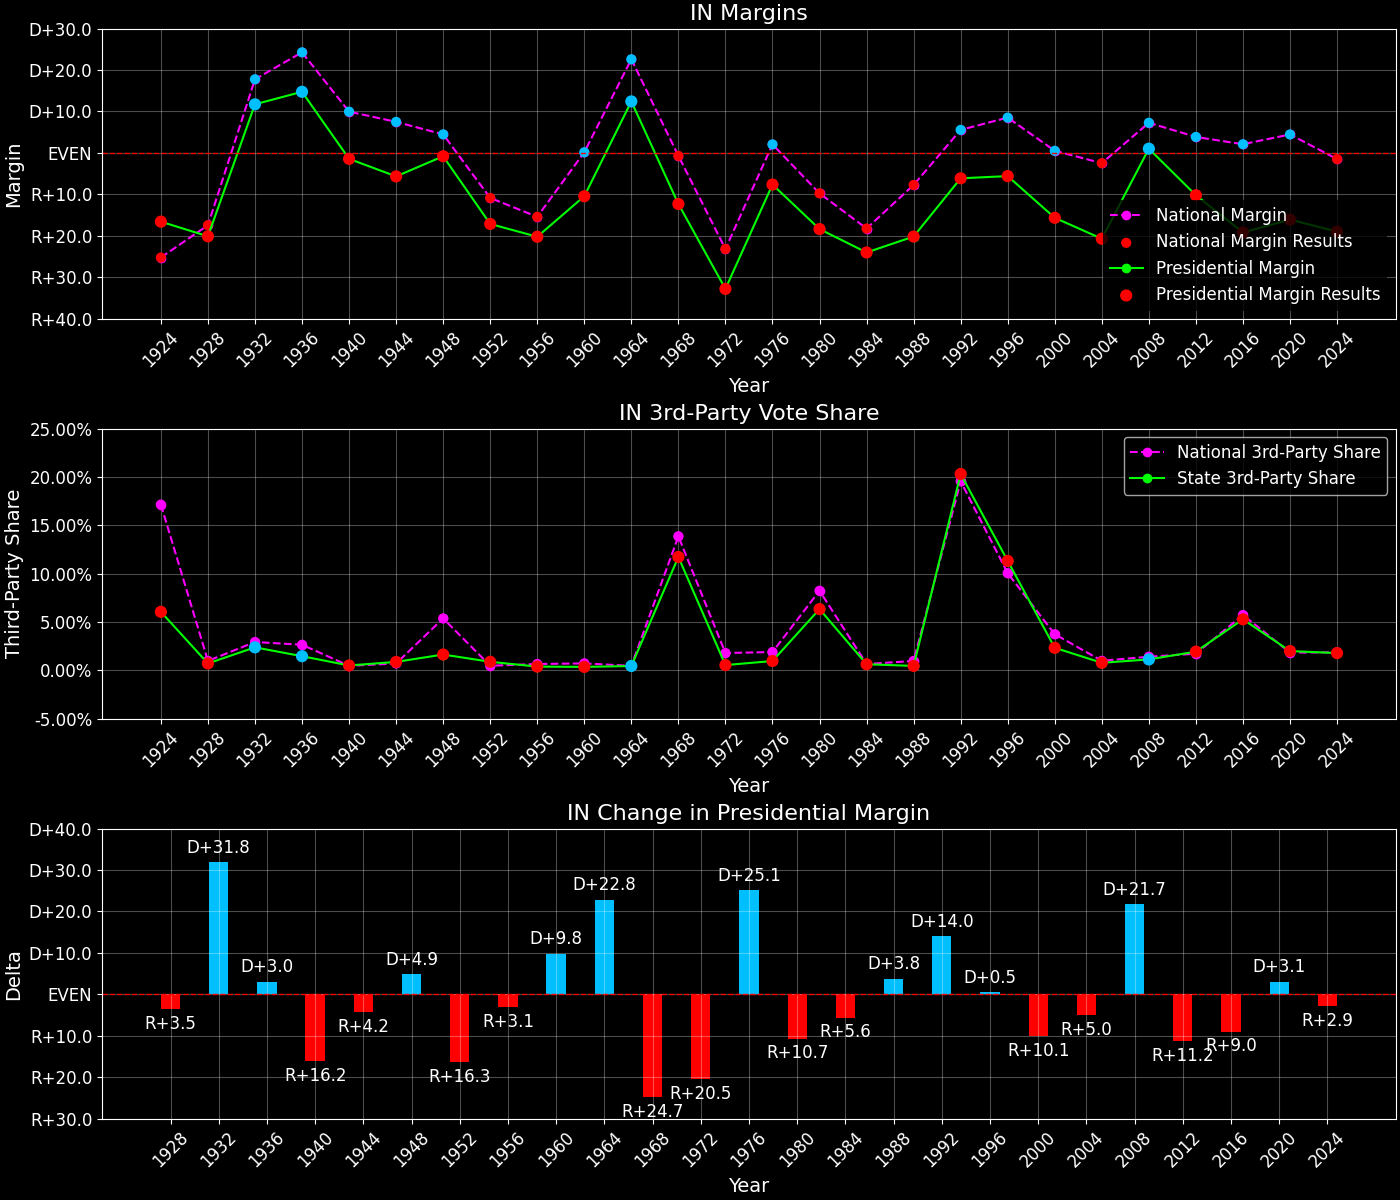 IN Margins
D+30.0
D+20.0
D+10.0
EVEN
R+10.0
R+20.0
R+30.0
R+40.0
Margin
National Margin
National Margin Results
Presidential Margin
Presidential Margin Results
1924 1928 1932 1936 1940 1944 1948 1952 1956 1960 1964 1968 1972 1976 1980 1984 1988 1992 1996 2000 2004 2008 2012 2016 2020 2024
Year
IN 3rd-Party Vote Share
25.00%
20.00%
15.00%
10.00%
5.00%
0.00%
-5.00%
Third-Party Share
National 3rd-Party Share
State 3rd-Party Share
1924 1928 1932 1936 1940 1944 1948 1952 1956 1960 1964 1968 1972 1976 1980 1984 1988 1992 1996 2000 2004 2008 2012 2016 2020 2024
Year
IN Change in Presidential Margin
D+40.0
D+30.0
D+20.0
D+10.0
EVEN
R+10.0
R+20.0
R+30.0
Delta
R+3.5
D+31.8
D+3.0
R+16.2
R+4.2
D+4.9
R+16.3
R+3.1
D+9.8
D+22.8
R+24.7
R+20.5
D+25.1
R+10.7
R+5.6
D+3.8
D+14.0
D+0.5
R+10.1
R+5.0
D+21.7
R+11.2
R+9.0
D+3.1
R+2.9
1928 1932 1936 1940 1944 1948 1952 1956 1960 1964 1968 1972 1976 1980 1984 1988 1992 1996 2000 2004 2008 2012 2016 2020 2024
Year